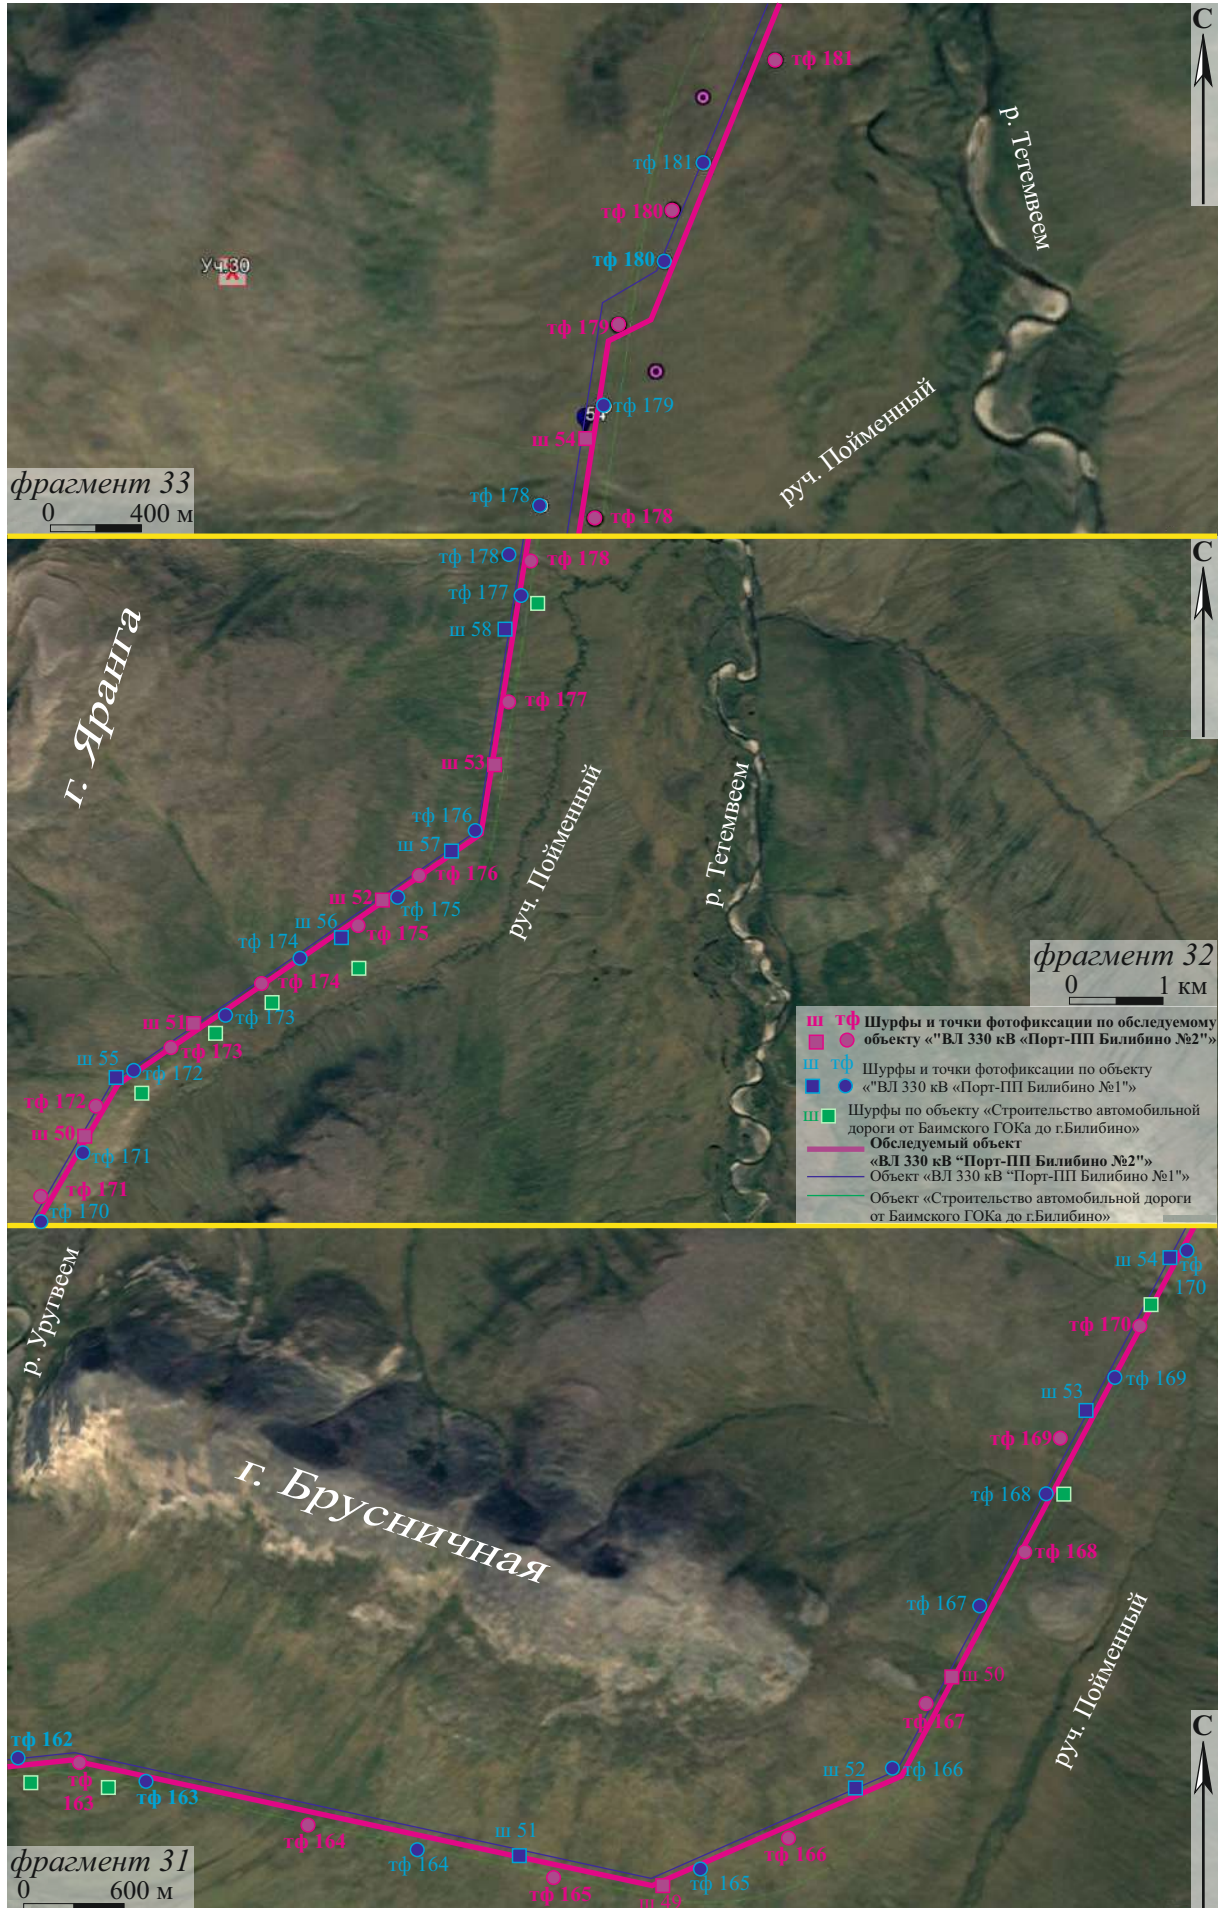 С
тф 181
р. Тетемвеем
тф 181
тф 180
тф 180
Уч.30
тф 179
54
тф 179
ш 54
руч. Пойменный
фрагмент 33
0 400 м
тф 178
тф 178
С
тф 178
тф 178
тф 177
ш 58
г. Яранга
тф 177
ш 53
тф 176
ш 57
руч. Пойменный
р. Тетемвеем
тф 176
ш 52
тф 175
ш 56
тф 175
тф 174
тф 174
ш 51
тф 173
тф 173
ш 55
тф 172
тф 172
ш 50
тф 171
тф 171
тф 170
фрагмент 32
0 1 км
ш тф Шурфы и точки фотофиксации по обследуемому
объекту «"ВЛ 330 кВ «Порт-ПП Билибино №2"»
ш тф Шурфы и точки фотофиксации по объекту
«"ВЛ 330 кВ «Порт-ПП Билибино №1"»
ш Шурфы по объекту «Строительство автомобильной
дороги от Баимского ГОКа до г.Билибино»
Обследуемый объект
«ВЛ 330 кВ “Порт-ПП Билибино №2"»
Объект «ВЛ 330 кВ “Порт-ПП Билибино №1"»
Объект «Строительство автомобильной дороги
от Баимского ГОКа до г.Билибино»
р. Уругвеем
ш 54
тф
170
тф 170
тф 169
ш 53
тф 169
г. Брусничная
тф 168
тф 168
тф 167
руч. Пойменный
ш 50
тф 167
С
тф 162
тф
163
тф 163
тф 166
ш 52
тф 164
ш 51
тф 164
тф 166
тф 165
тф 165
ш 49
фрагмент 31
0 600 м